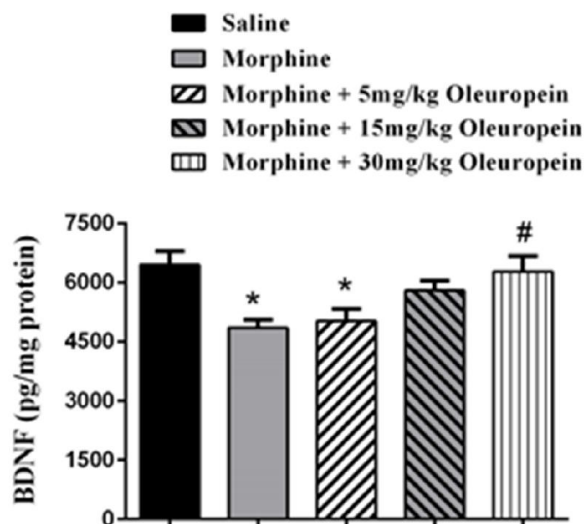 Saline
Morphine
Morphine + 5mg/kg Oleuropein
Morphine + 15mg/kg Oleuropein
Morphine + 30mg/kg Oleuropein
BDNF (pg/mg protein)
7500
6000
4500
3000
1500
0
*
*
#